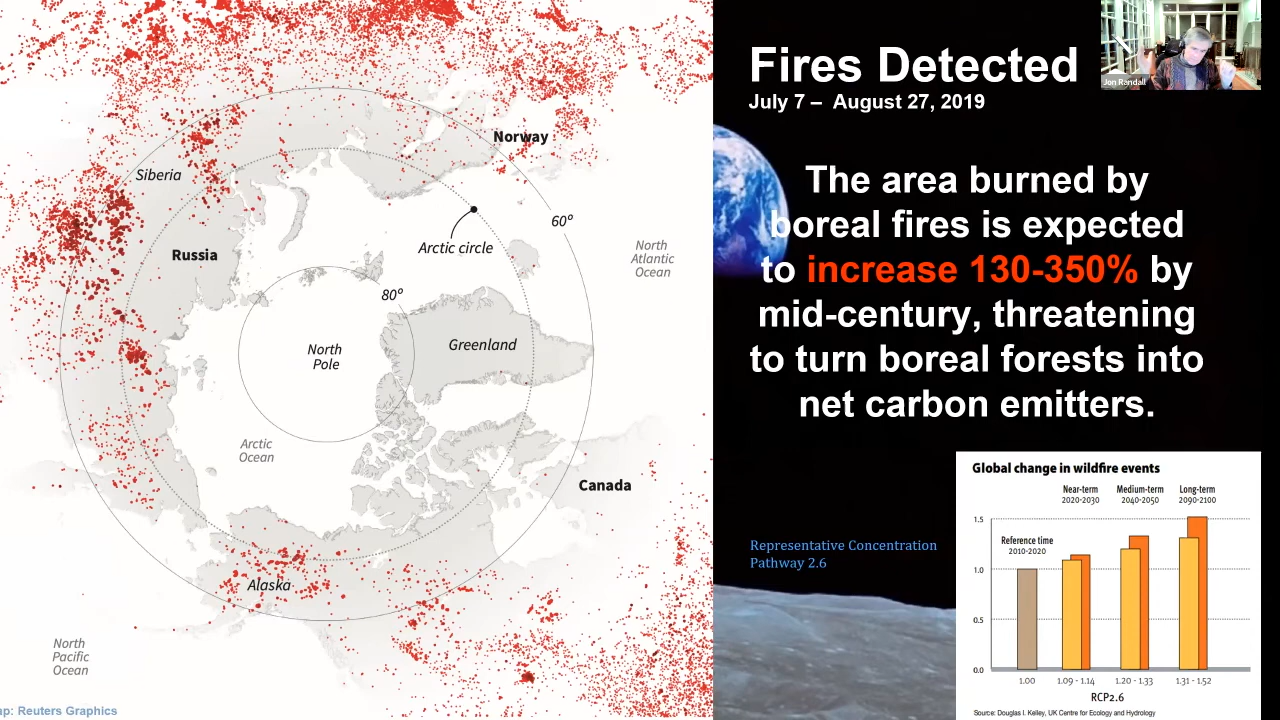 Fires Detected
July 7 – August 27, 2019
Jon Randall
The area burned by
boreal fires is expected
to increase 130-350% by
mid-century, threatening
to turn boreal forests into
net carbon emitters.
Norway
Siberia
60º
Russia
Arctic circle
North
Atlantic
Ocean
80º
North
Pole
Greenland
Arctic
Ocean
Canada
Alaska
North
Pacific
Ocean
Reuters Graphics
Representative Concentration
Pathway 2.6
Global change in wildfire events
Near-term
2020-2030
Medium-term
2040-2050
Long-term
2090-2100
Reference time
2010-2020
1.5
1.0
0.5
0.0
1.00
1.09 - 1.14
1.20 - 1.33
1.31 - 1.52
RCP2.6
Source: Douglas I. Kelley, UK Centre for Ecology and Hydrology